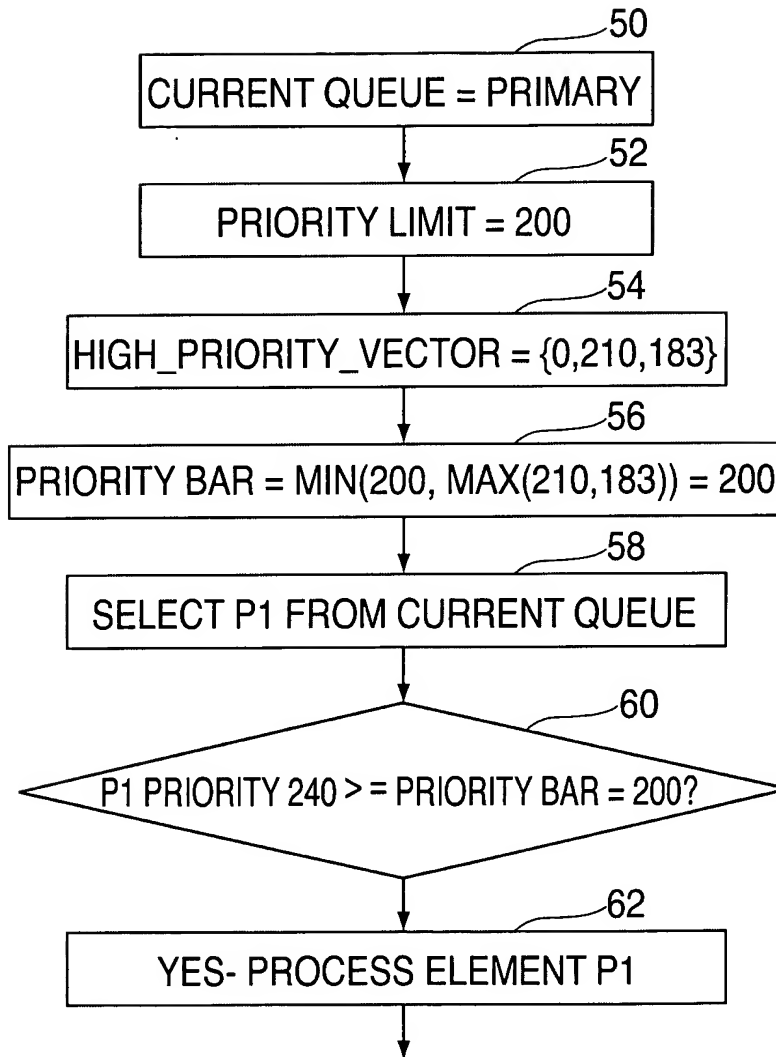 50
CURRENT QUEUE = PRIMARY
52
PRIORITY LIMIT = 200
54
HIGH_PRIORITY_VECTOR = {0,210,183}
56
PRIORITY BAR = MIN(200, MAX(210,183)) = 200
58
SELECT P1 FROM CURRENT QUEUE
60
P1 PRIORITY 240 > = PRIORITY BAR = 200?
62
YES- PROCESS ELEMENT P1